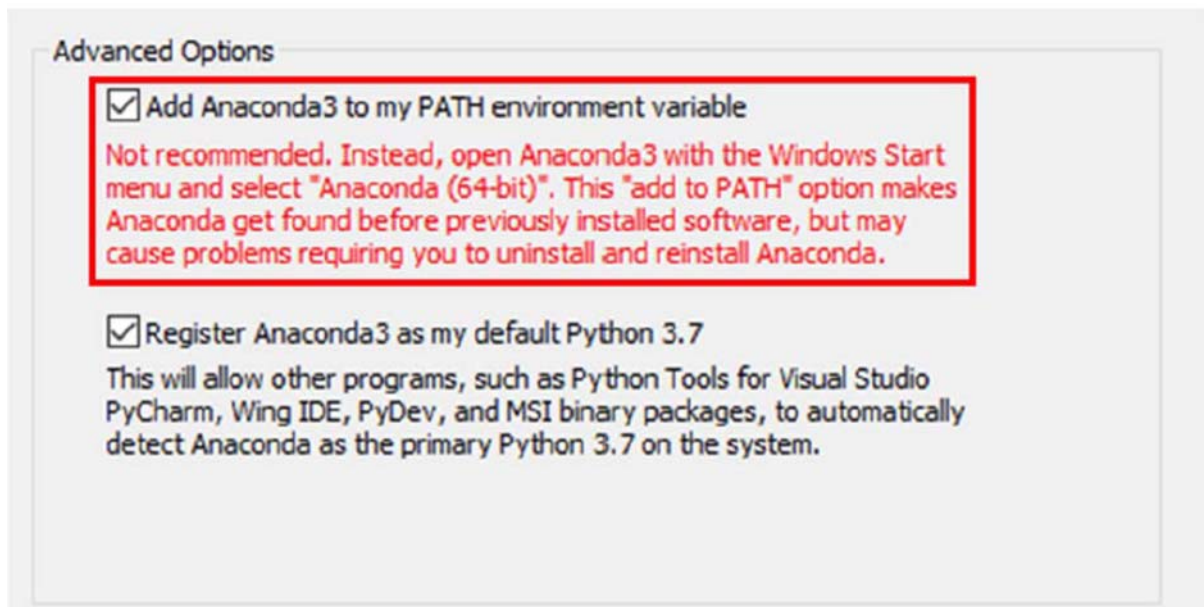 Advanced Options
Add Anaconda3 to my PATH environment variable
Not recommended. Instead, open Anaconda3 with the Windows Start
menu and select "Anaconda (64-bit)". This "add to PATH" option makes
Anaconda get found before previously installed software, but may
cause problems requiring you to uninstall and reinstall Anaconda.
Register Anaconda3 as my default Python 3.7
This will allow other programs, such as Python Tools for Visual Studio
PyCharm, Wing IDE, PyDev, and MSI binary packages, to automatically
detect Anaconda as the primary Python 3.7 on the system.